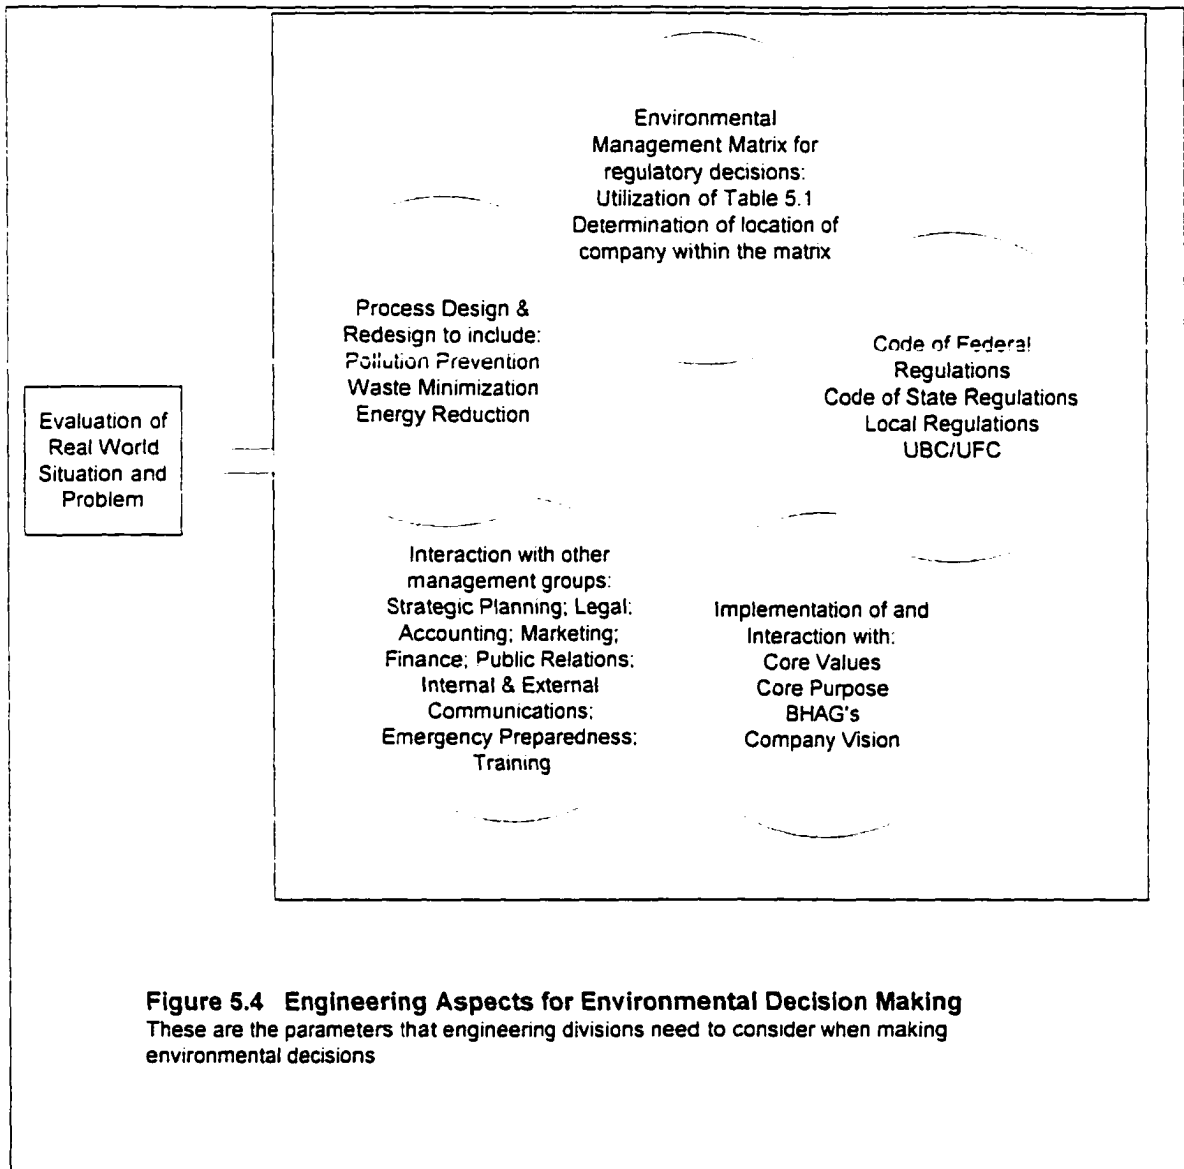 Environmental
Management Matrix for
regulatory decisions:
Utilization of Table 5.1
Determination of location of
company within the matrix
Process Design &
Redesign to include:
Pollution Prevention
Waste Minimization
Energy Reduction
Code of Federal
Regulations
Code of State Regulations
Local Regulations
UBC/UFC
Evaluation of
Real World
Situation and
Problem
Interaction with other
management groups:
Strategic Planning; Legal;
Accounting; Marketing;
Finance; Public Relations;
Internal & External
Communications;
Emergency Preparedness;
Training
Implementation of and
Interaction with:
Core Values
Core Purpose
BHAG's
Company Vision
Figure 5.4 Engineering Aspects for Environmental Decision Making
These are the parameters that engineering divisions need to consider when making
environmental decisions